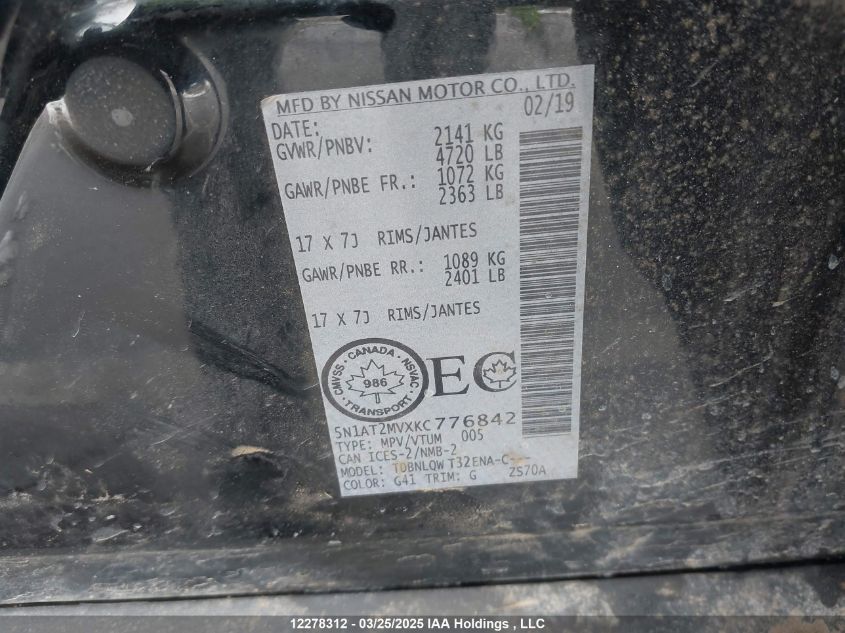 MFD BY NISSAN MOTOR CO., LTD.
DATE: 02/19
GVWR/PNBV: 2141 KG
4720 LB
GAWR/PNBE FR.: 1072 KG
2363 LB
17 X 7J RIMS/JANTES
GAWR/PNBE RR.: 1089 KG
2401 LB
17 X 7J RIMS/JANTES
CANADA
CMVSS NSVAC
986
TRANSPORT
EC
5N1AT2MVXKC776842
TYPE: MPV/VTUM 005
CAN ICES-2/NMB-2
MODEL: TDBNLQW T32ENA-C--
COLOR: G41 TRIM: G ZS70A
12278312 - 03/25/2025 IAA Holdings , LLC